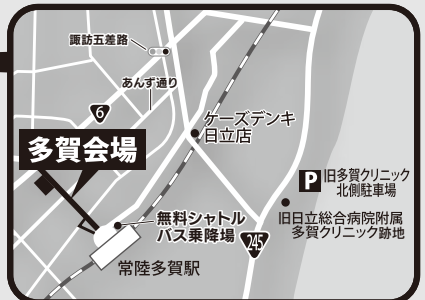 諏訪五差路
あんず通り
6
ケーズデンキ
日立店
多賀会場
P
旧多賀クリニック
北側駐車場
旧日立総合病院附属
多賀クリニック跡地
無料シャトル
バス乗降場
245
常陸多賀駅